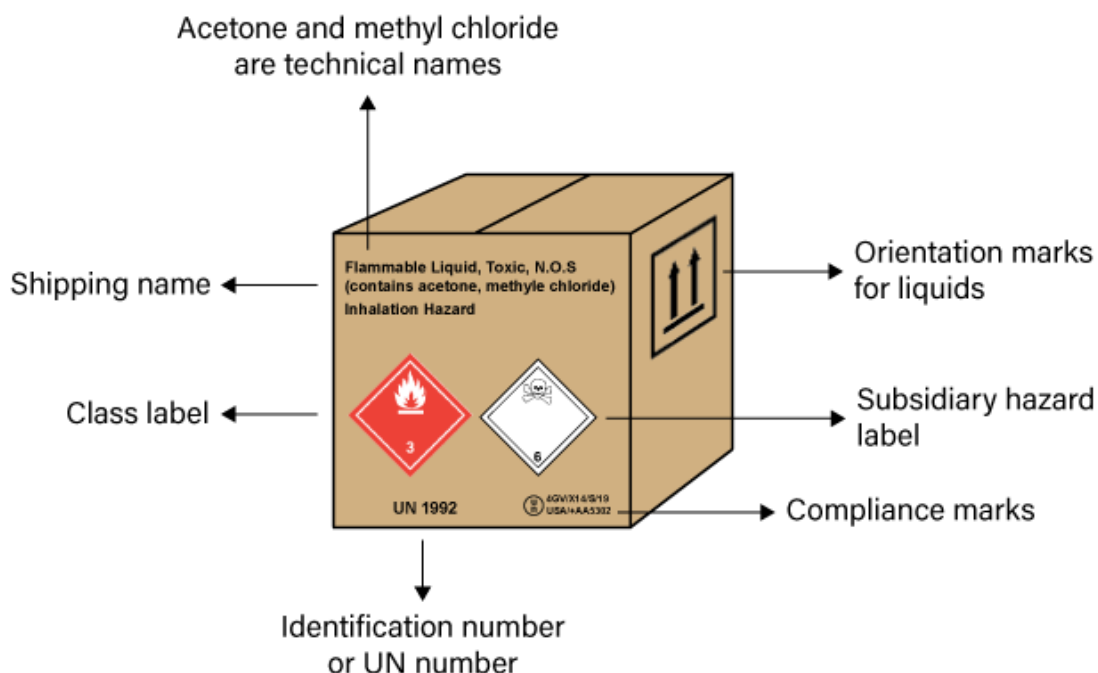 Acetone and methyl chloride
are technical names
Flammable Liquid, Toxic, N.O.S
(contains acetone, methyle chloride)
Inhalation Hazard
Shipping name
Orientation marks
for liquids
Class label
3
6
Subsidiary hazard
label
UN 1992
4GV/X14/S/19
USA/+AA5302
Compliance marks
Identification number
or UN number